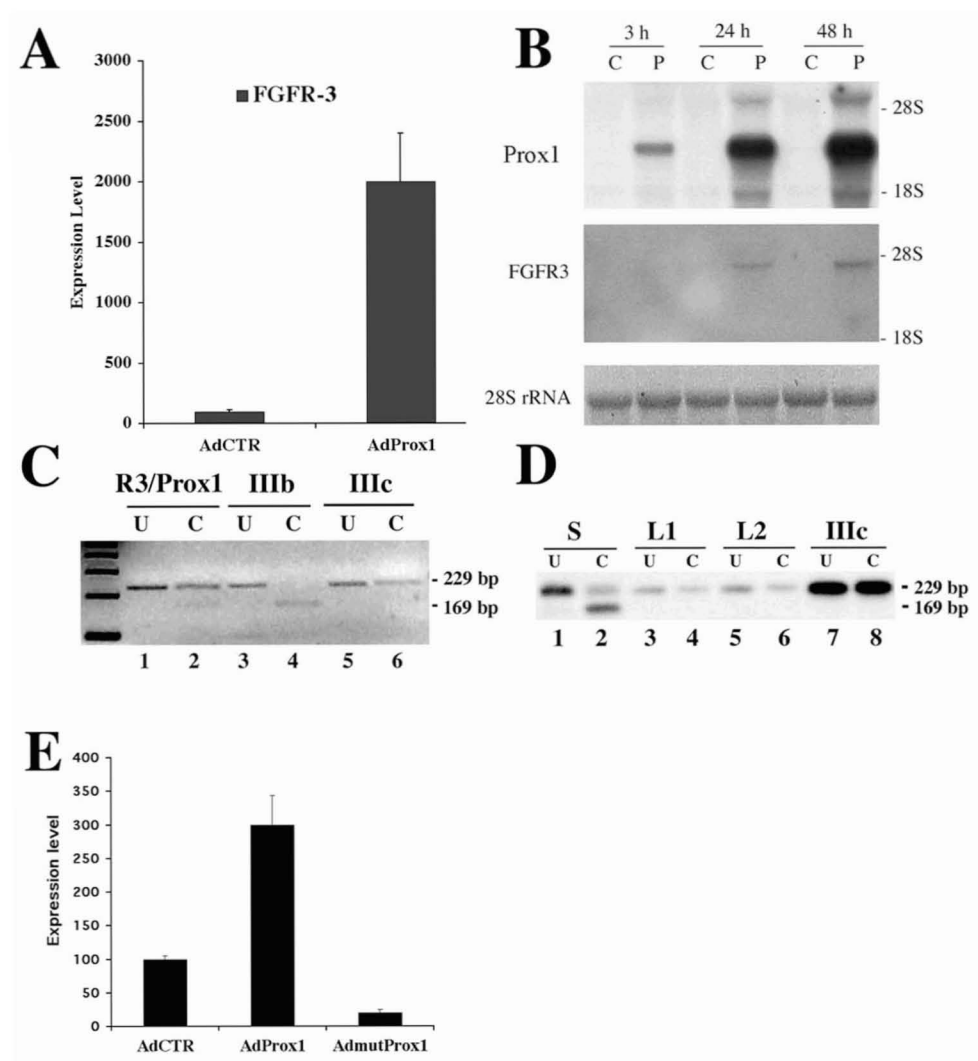 A
3000
2500
2000
1500
1000
500
0
Expression Level
FGFR-3
AdCTR AdProx1
B
3 h 24 h 48 h
C P C P C P
Prox1
- 28S
- 18S
FGFR3
- 28S
- 18S
28S rRNA
C
R3/Prox1 IIIb IIIc
U C U C U C
- 229 bp
- 169 bp
1 2 3 4 5 6
D
S L1 L2 IIIc
U C U C U C U C
- 229 bp
- 169 bp
1 2 3 4 5 6 7 8
E
400
350
300
250
200
150
100
50
0
Expression level
AdCTR AdProx1 AdmutProx1